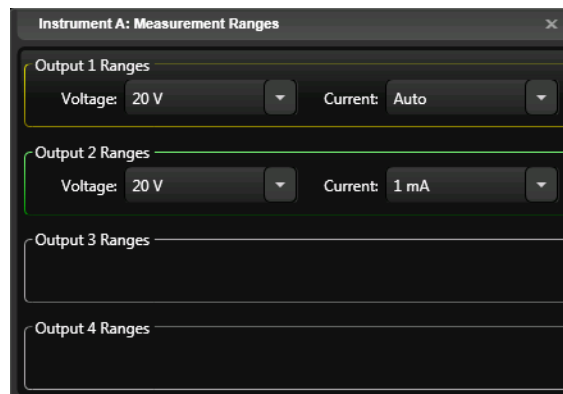 Instrument A: Measurement Ranges
Output 1 Ranges
Voltage: 20 V Current: Auto
Output 2 Ranges
Voltage: 20 V Current: 1 mA
Output 3 Ranges
Output 4 Ranges